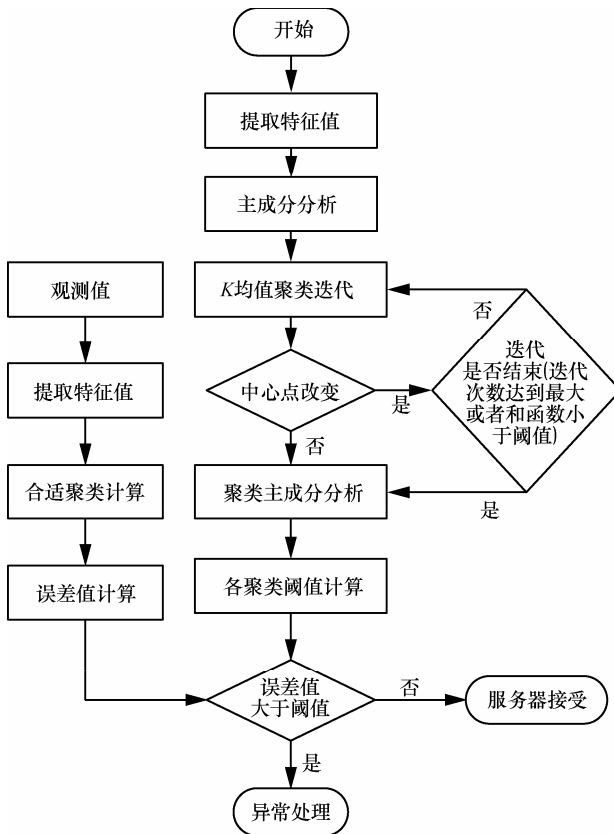 开始
提取特征值
主成分分析
观测值
K均值聚类迭代
否
迭代
是否结束(迭代
次数达到最大
或者和函数小
于阈值)
提取特征值
中心点改变
是
否
合适聚类计算
聚类主成分分析
是
误差值计算
各聚类阈值计算
误差值
大于阈值
否
服务器接受
是
异常处理